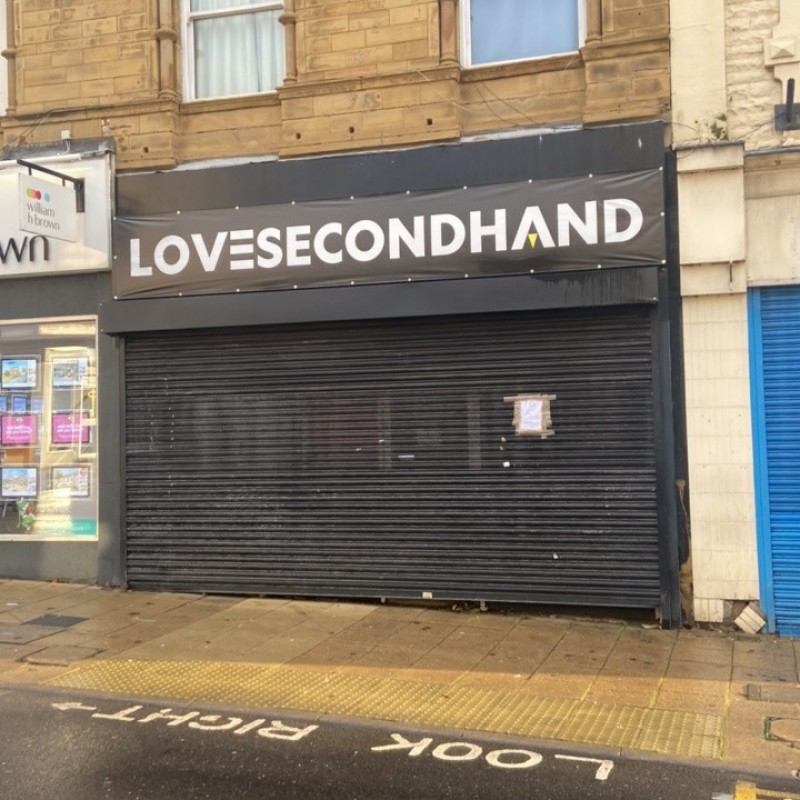 LOVESECONDHAND
william
h brown
wn
LOOK RIGHT